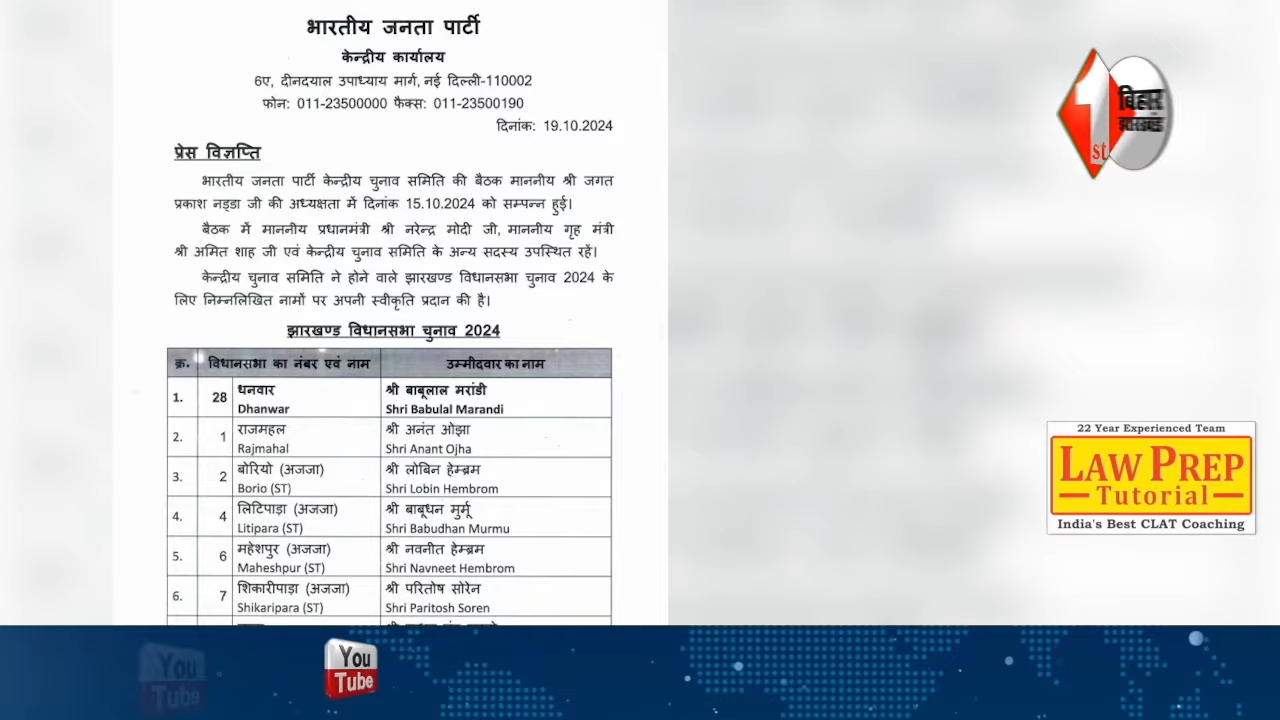 भारतीय जनता पार्टी
केन्द्रीय कार्यालय
6ए, दीनदयाल उपाध्याय मार्ग, नई दिल्ली-110002
फोन: 011-23500000 फैक्स: 011-23500190
दिनांक: 19.10.2024
प्रेस विज्ञप्ति
भारतीय जनता पार्टी केन्द्रीय चुनाव समिति की बैठक माननीय श्री जगत
प्रकाश नड्डा जी की अध्यक्षता में दिनांक 15.10.2024 को सम्पन्न हुई।
बैठक में माननीय प्रधानमंत्री श्री नरेन्द्र मोदी जी, माननीय गृह मंत्री
श्री अमित शाह जी एवं केन्द्रीय चुनाव समिति के अन्य सदस्य उपस्थित रहें।
केन्द्रीय चुनाव समिति ने होने वाले झारखण्ड विधानसभा चुनाव 2024 के
लिए निम्नलिखित नामों पर अपनी स्वीकृति प्रदान की है।
झारखण्ड विधानसभा चुनाव 2024
क्र. विधानसभा का नंबर एवं नाम उम्मीदवार का नाम
1. 28 धनवार श्री बाबूलाल मरांडी
Dhanwar Shri Babulal Marandi
2. 1 राजमहल श्री अनंत ओझा
Rajmahal Shri Anant Ojha
3. 2 बोरियो (अजजा) श्री लोबिन हेम्ब्रम
Borio (ST) Shri Lobin Hembrom
4. 4 लिटिपाड़ा (अजजा) श्री बाबूधन मुर्मू
Litipara (ST) Shri Babudhan Murmu
5. 6 महेशपुर (अजजा) श्री नवनीत हेम्ब्रम
Maheshpur (ST) Shri Navneet Hembrom
6. 7 शिकारीपाड़ा (अजजा) श्री परितोष सोरेन
Shikaripara (ST) Shri Paritosh Soren
1st बिहार
झारखंड
22 Year Experienced Team
LAW PREP
Tutorial
India's Best CLAT Coaching
You
Tube
You
Tube